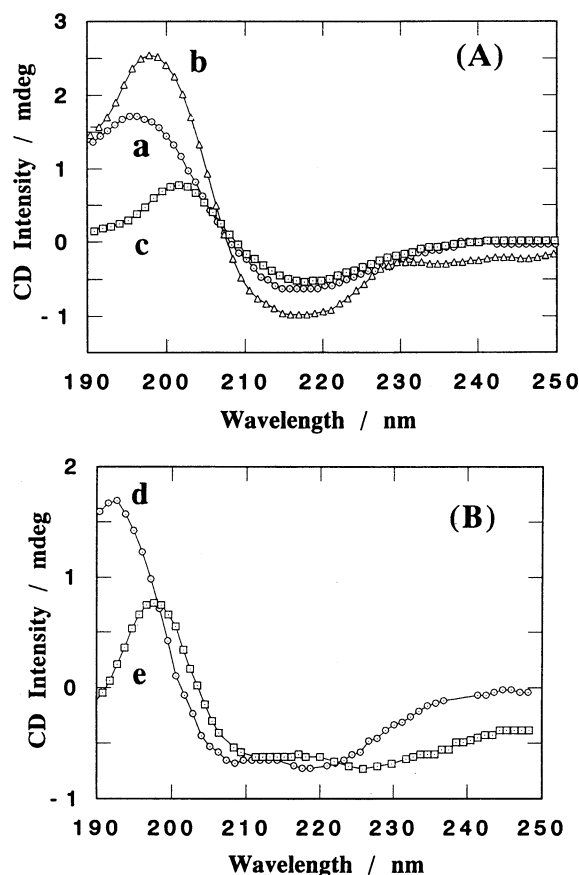 3
2
1
0
- 1
CD Intensity / mdeg
b
a
c
(A)
190 200 210 220 230 240 250
Wavelength / nm
2
1
0
- 1
CD Intensity / mdeg
d
e
(B)
190 200 210 220 230 240 250
Wavelength / nm